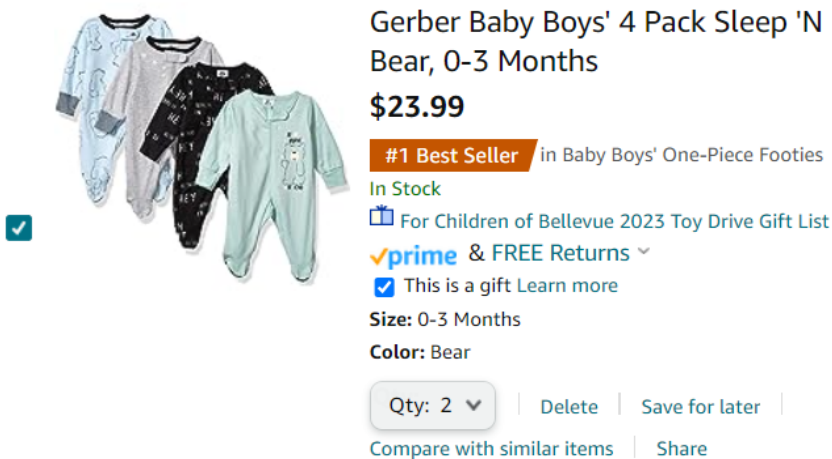 Gerber Baby Boys' 4 Pack Sleep 'N
Bear, 0-3 Months
$23.99
#1 Best Seller in Baby Boys' One-Piece Footies
In Stock
For Children of Bellevue 2023 Toy Drive Gift List
prime & FREE Returns
This is a gift Learn more
Size: 0-3 Months
Color: Bear
Qty: 2 Delete Save for later
Compare with similar items Share